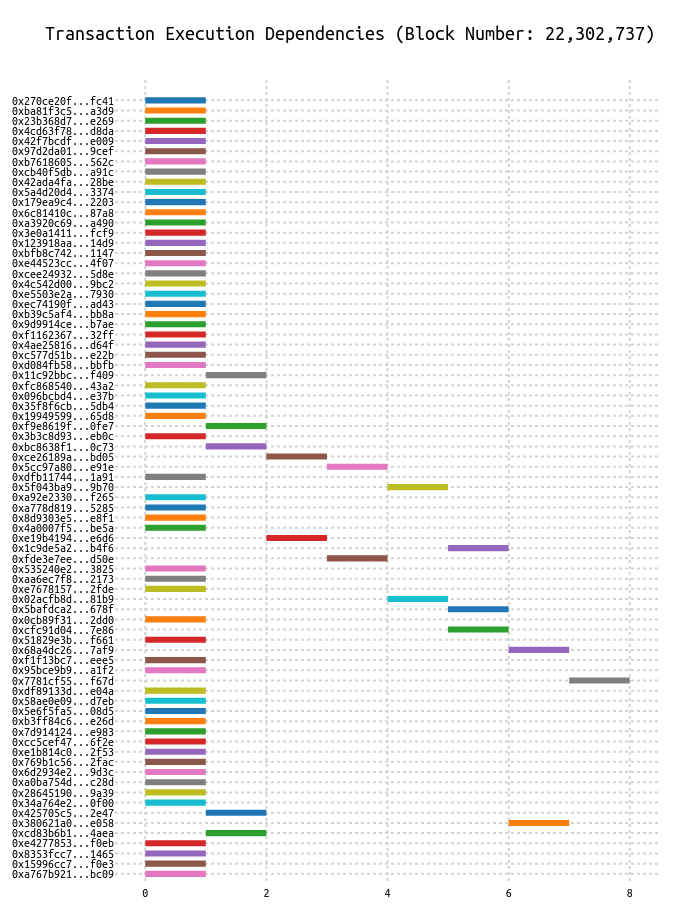 Transaction Execution Dependencies (Block Number: 22,302,737)
0x270ce20f...fc41
0xba81f3c5...a3d9
0x23b368d7...e269
0x4cd63f78...d8da
0x42f7bcdf...e009
0x97d2da01...9cef
0xb7618605...562c
0xcb40f5db...a91c
0x42ada4fa...28be
0x5a4d20d4...3374
0x179ea9c4...2203
0x6c81410c...87a8
0xa3920c69...a490
0x3e0a1411...fcf9
0x123918aa...14d9
0xbfb8c742...1147
0xe44523cc...4f07
0xcee24932...5d8e
0x4c542d00...9bc2
0xe5503e2a...7930
0xec74190f...ad43
0xb39c5af4...bb8a
0x9d9914ce...b7ae
0xf1162367...32ff
0x4ae25816...d64f
0xc577d51b...e22b
0xd084fb58...bbfb
0x11c92bbc...f409
0xfc868540...43a2
0x096bcbd4...e37b
0x35f8f6cb...5db4
0x19949599...65d8
0xf9e8619f...0fe7
0x3b3c8d93...eb0c
0xbc8638f1...0c73
0xce26189a...bd05
0x5cc97a80...e91e
0xdfb11744...1a91
0x5f043ba9...9b70
0xa92e2330...f265
0xa778d819...5285
0x8d9303e5...e8f1
0x4a0007f5...be5a
0xe19b4194...e6d6
0x1c9de5a2...b4f6
0xfde3e7ee...d50e
0x535240e2...3825
0xaa6ec7f8...2173
0xe7678157...2fde
0x02acfb8d...81b9
0x5bafdca2...678f
0x0cb89f31...2dd0
0xcfc91d04...7e86
0x51829e3b...f661
0x68a4dc26...7af9
0xf1f13bc7...eee5
0x95bce9b9...a1f2
0x7781cf55...f67d
0xdf89133d...e04a
0x58ae0e09...d7eb
0x5e6f5fa5...08d5
0xb3ff84c6...e26d
0x7d914124...e983
0xcc5cef47...6f2e
0xe1b814c0...2f53
0x769b1c56...2fac
0x6d2934e2...9d3c
0xa0ba754d...c28d
0x28645190...9a39
0x34a764e2...0f00
0x425705c5...2e47
0x380621a0...e058
0xcd83b6b1...4aea
0xe4277853...f0eb
0x8353fcc7...1465
0x15996cc7...f0e3
0xa767b921...bc09
0 2 4 6 8